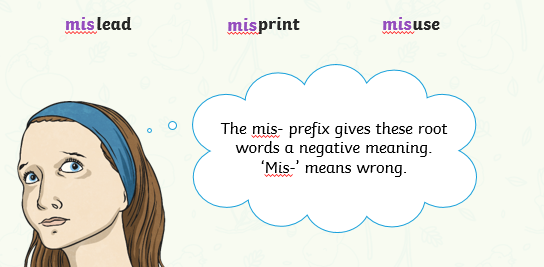 mislead misprint misuse
The mis- prefix gives these root
words a negative meaning.
‘Mis-’ means wrong.